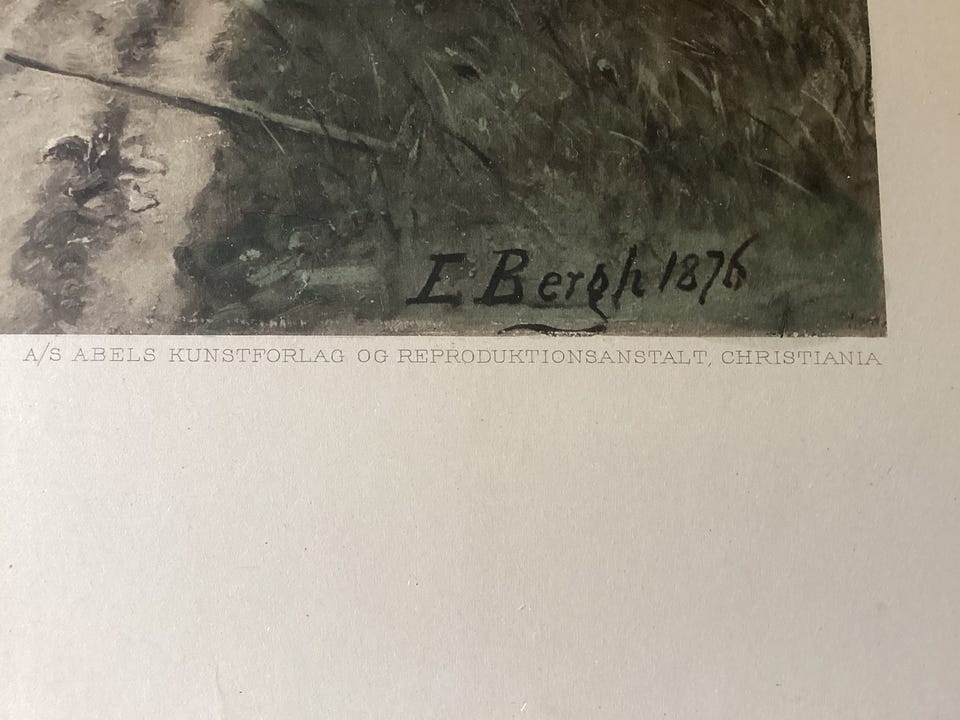 E Bergh 1876
A/S ABELS KUNSTFORLAG OG REPRODUKTIONSANSTALT, CHRISTIANIA